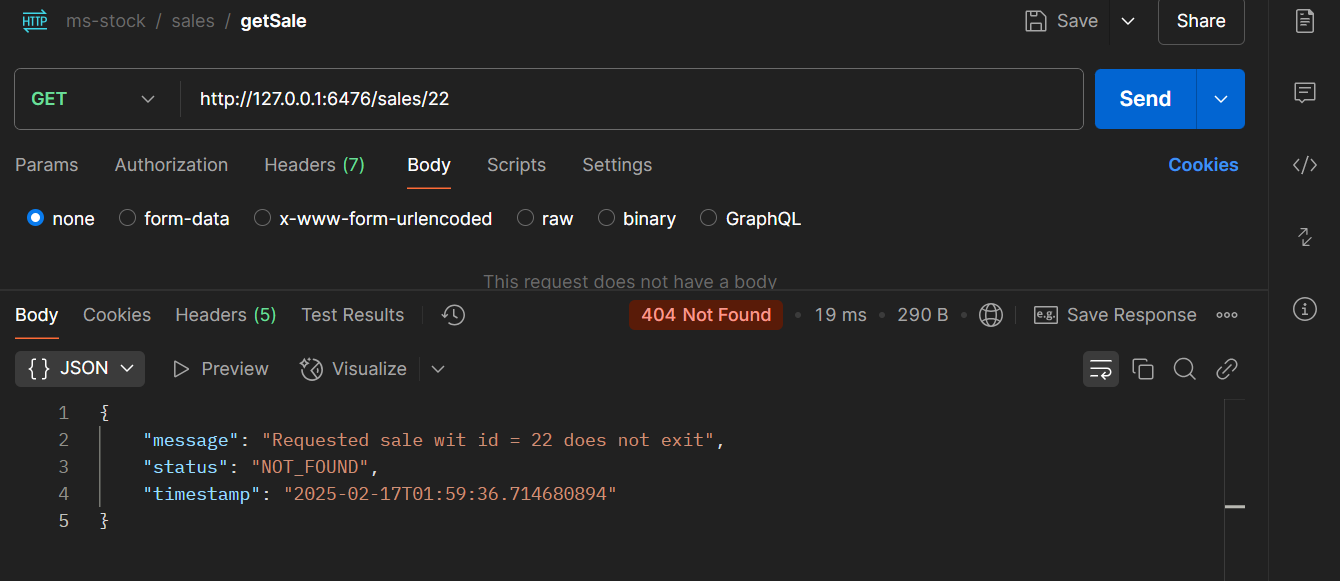 HTTP ms-stock / sales / getSale Save Share
GET http://127.0.0.1:6476/sales/22 Send
Params Authorization Headers (7) Body Scripts Settings Cookies
none form-data x-www-form-urlencoded raw binary GraphQL
This request does not have a body
Body Cookies Headers (5) Test Results 404 Not Found • 19 ms • 290 B • e.g. Save Response
{} JSON Preview Visualize
1 {
2 "message": "Requested sale wit id = 22 does not exit",
3 "status": "NOT_FOUND",
4 "timestamp": "2025-02-17T01:59:36.714680894"
5 }